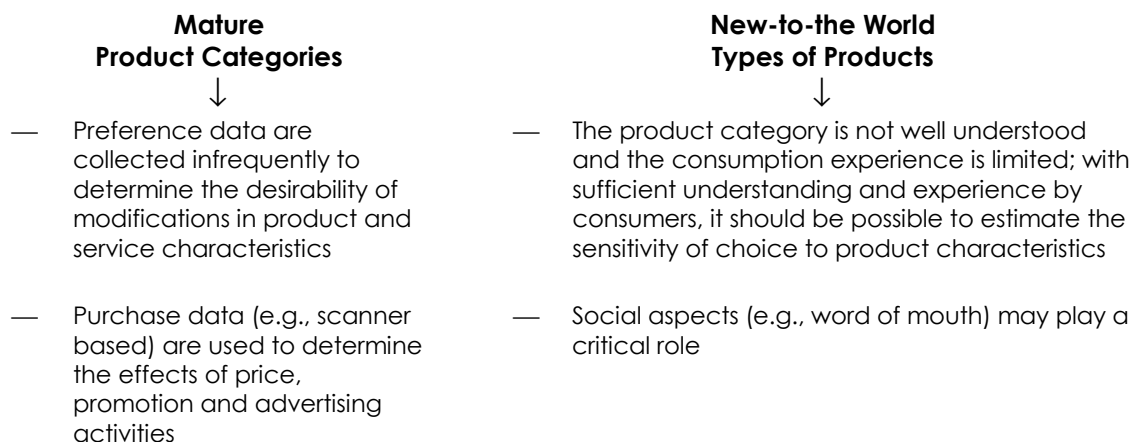 Mature
Product Categories
↓
— Preference data are
collected infrequently to
determine the desirability of
modifications in product and
service characteristics
— Purchase data (e.g., scanner
based) are used to determine
the effects of price,
promotion and advertising
activities
New-to-the World
Types of Products
↓
— The product category is not well understood
and the consumption experience is limited; with
sufficient understanding and experience by
consumers, it should be possible to estimate the
sensitivity of choice to product characteristics
— Social aspects (e.g., word of mouth) may play a
critical role